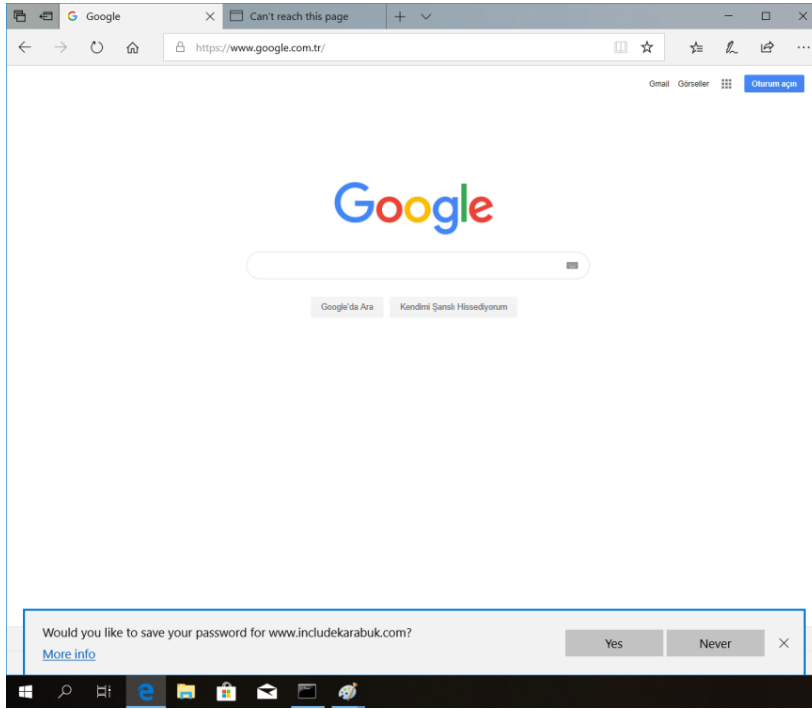 Google
Can't reach this page
https://www.google.com.tr/
Gmail Görseller Oturum açın
Google
Google'da Ara Kendimi Şanslı Hissediyorum
Would you like to save your password for www.includekarabuk.com?
More info
Yes Never